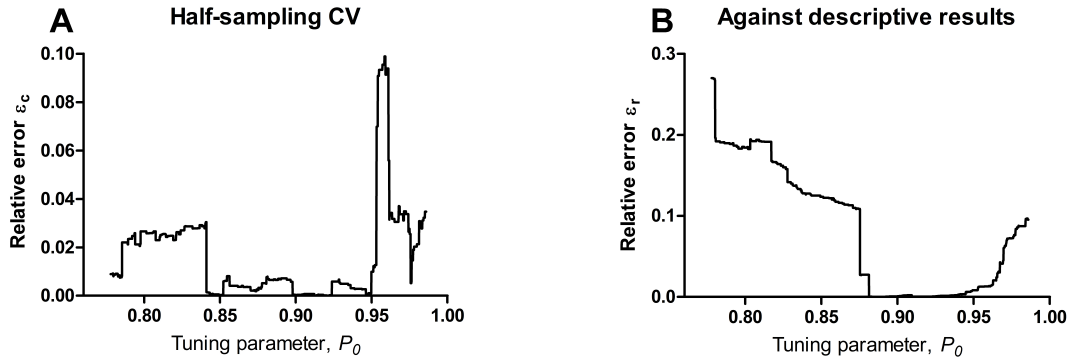 A
Half-sampling CV
Relative error εc
0.10
0.08
0.06
0.04
0.02
0.00
0.80 0.85 0.90 0.95 1.00
Tuning parameter, P0
B
Against descriptive results
Relative error εr
0.3
0.2
0.1
0.0
0.80 0.85 0.90 0.95 1.00
Tuning parameter, P0